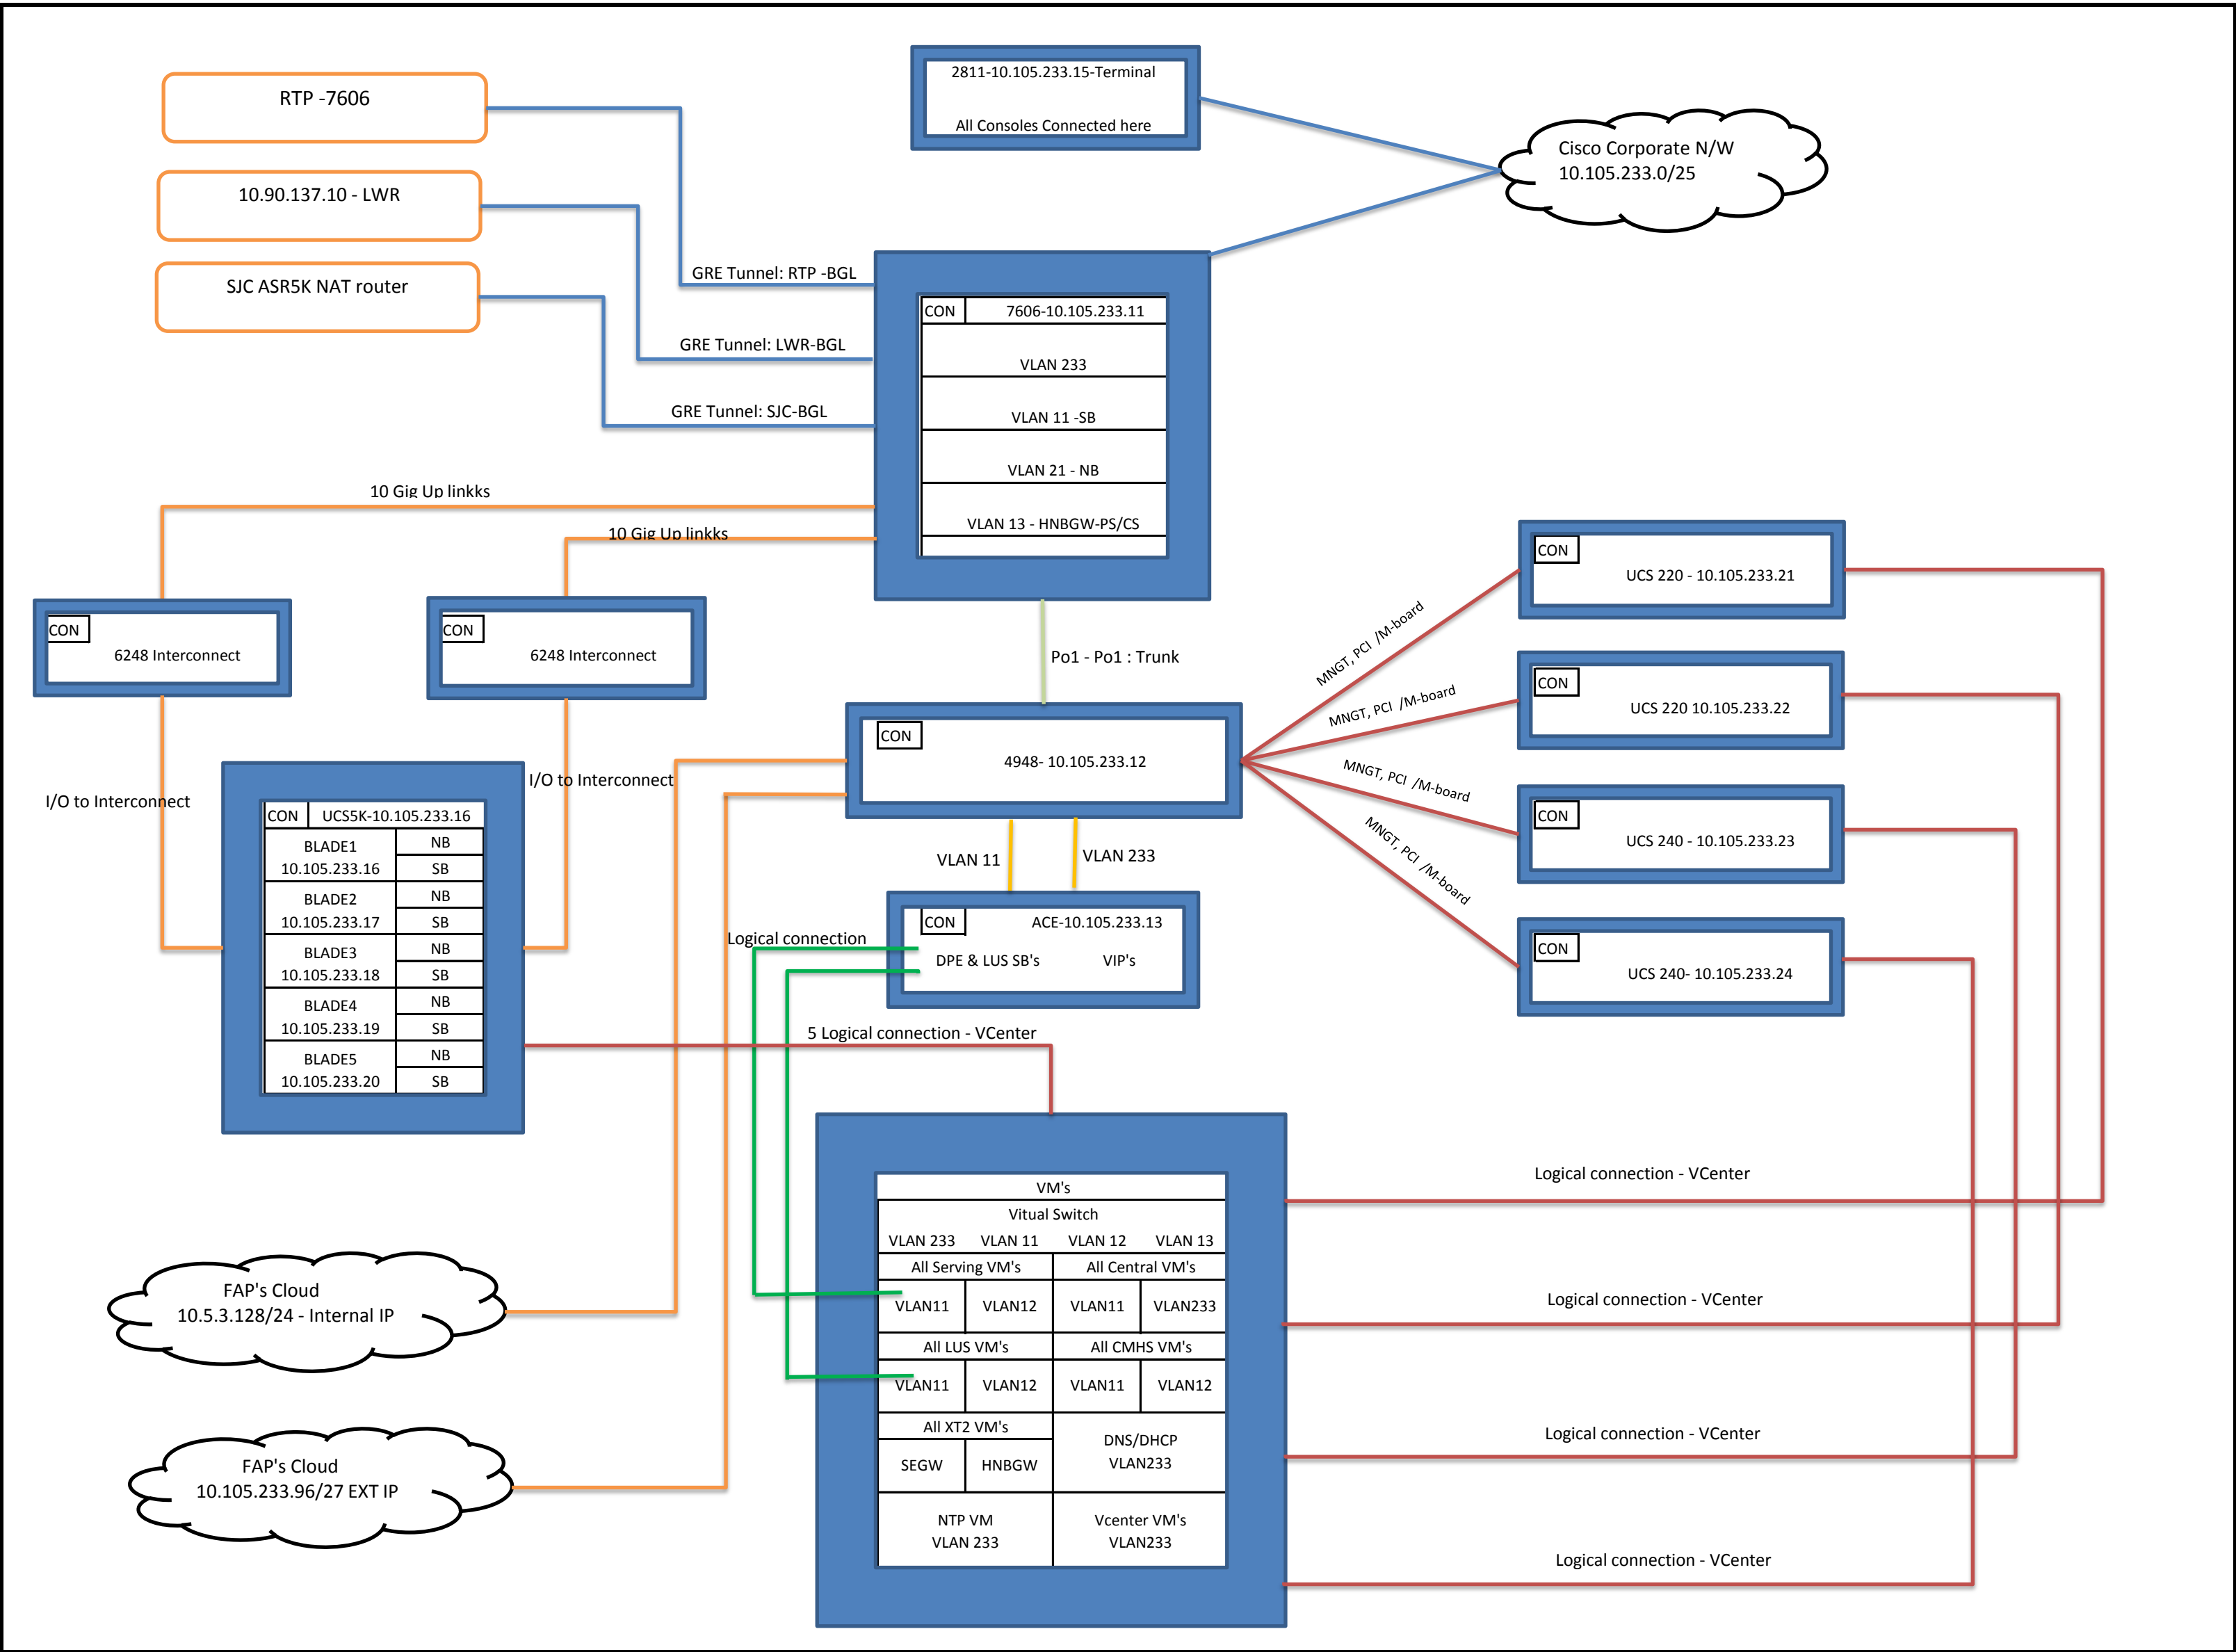 2811-10.105.233.15-Terminal
All Consoles Connected here
RTP -7606
Cisco Corporate N/W
10.105.233.0/25
10.90.137.10 - LWR
SJC ASR5K NAT router
GRE Tunnel: RTP -BGL
GRE Tunnel: LWR-BGL
GRE Tunnel: SJC-BGL
CON
7606-10.105.233.11
VLAN 233
VLAN 11 -SB
VLAN 21 - NB
VLAN 13 - HNBGW-PS/CS
10 Gig Up linkks
10 Gig Up linkks
CON
6248 Interconnect
CON
6248 Interconnect
Po1 - Po1 : Trunk
CON
4948- 10.105.233.12
MNGT, PCI /M-board
MNGT, PCI /M-board
MNGT, PCI /M-board
MNGT, PCI /M-board
CON
UCS 220 - 10.105.233.21
CON
UCS 220 10.105.233.22
CON
UCS 240 - 10.105.233.23
CON
UCS 240- 10.105.233.24
I/O to Interconnect
I/O to Interconnect
CON
UCS5K-10.105.233.16
BLADE1
10.105.233.16
NB
SB
BLADE2
10.105.233.17
NB
SB
BLADE3
10.105.233.18
NB
SB
BLADE4
10.105.233.19
NB
SB
BLADE5
10.105.233.20
NB
SB
VLAN 11
VLAN 233
CON
ACE-10.105.233.13
DPE & LUS SB's
VIP's
Logical connection
5 Logical connection - VCenter
VM's
Vitual Switch
VLAN 233 VLAN 11 VLAN 12 VLAN 13
All Serving VM's
All Central VM's
VLAN11
VLAN12
VLAN11
VLAN233
All LUS VM's
All CMHS VM's
VLAN11
VLAN12
VLAN11
VLAN12
All XT2 VM's
SEGW
HNBGW
DNS/DHCP
VLAN233
NTP VM
VLAN 233
Vcenter VM's
VLAN233
Logical connection - VCenter
Logical connection - VCenter
Logical connection - VCenter
Logical connection - VCenter
FAP's Cloud
10.5.3.128/24 - Internal IP
FAP's Cloud
10.105.233.96/27 EXT IP